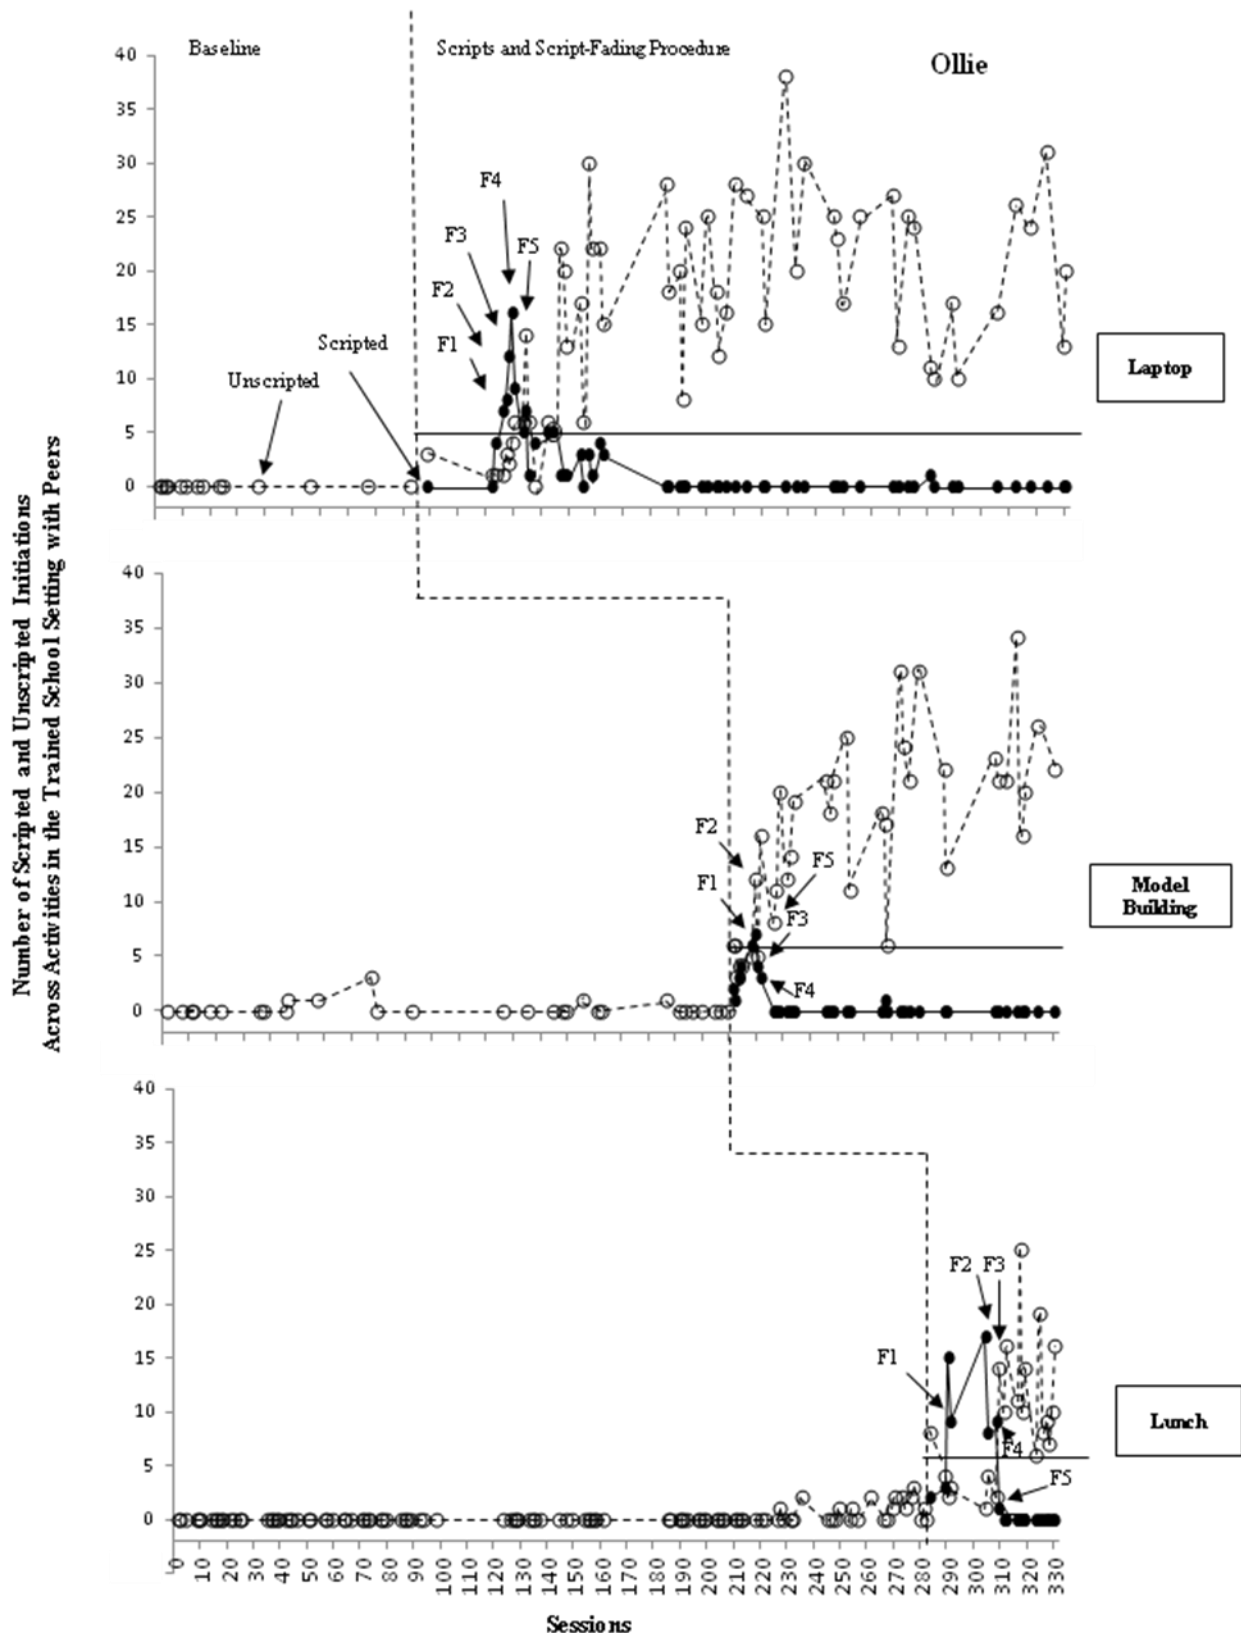 Baseline
Scripts and Script-Fading Procedure
Ollie
40
35
30
25
20
15
10
5
0
F4
F3
F5
F2
F1
Scripted
Unscripted
Laptop
Number of Scripted and Unscripted Initiations
Across Activities in the Trained School Setting with Peers
40
35
30
25
20
15
10
5
0
F2
F1
F5
F3
F4
Model
Building
40
35
30
25
20
15
10
5
0
F2 F3
F1
F4
F5
Lunch
0 10 20 30 40 50 60 70 80 90 100 110 120 130 140 150 160 170 180 190 200 210 220 230 240 250 260 270 280 290 300 310 320 330
Sessions